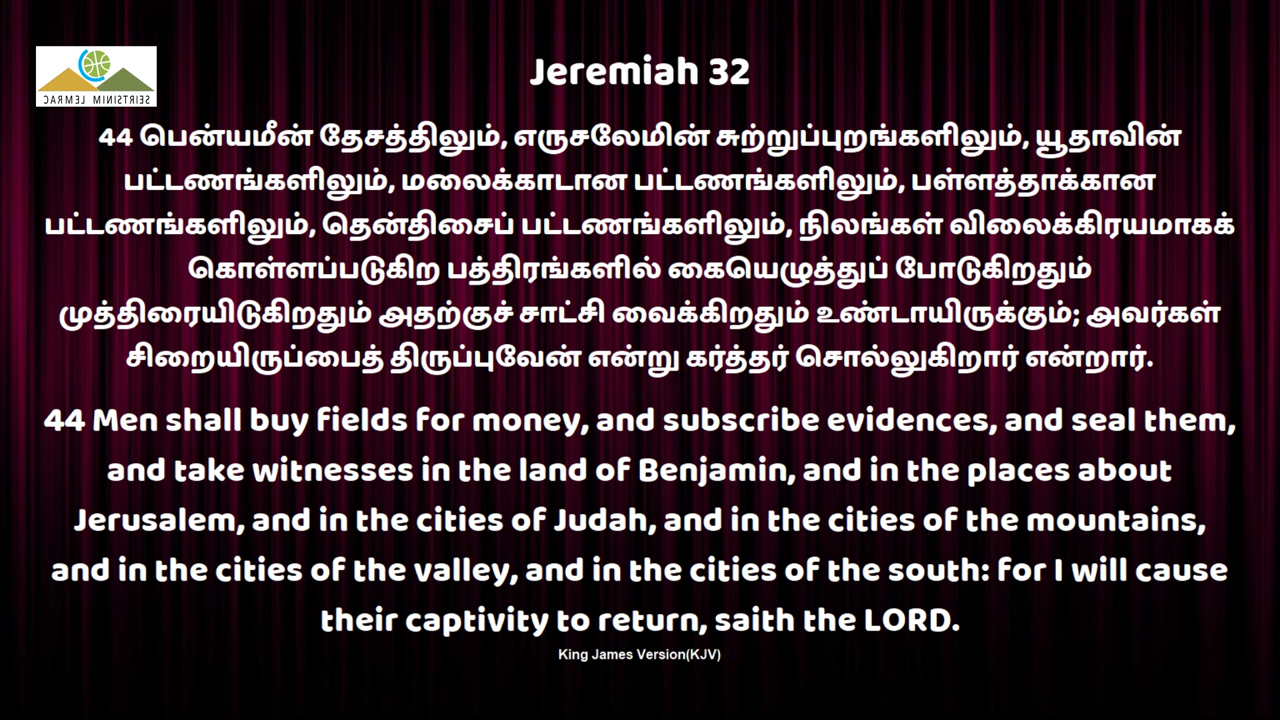 CARMEL MINISTRIES
Jeremiah 32
44 பென்யமீன் தேசத்திலும், எருசலேமின் சுற்றுப்புறங்களிலும், யூதாவின்
பட்டணங்களிலும், மலைக்காடான பட்டணங்களிலும், பள்ளத்தாக்கான
பட்டணங்களிலும், தென்திசைப் பட்டணங்களிலும், நிலங்கள் விலைக்கிரயமாகக்
கொள்ளப்படுகிற பத்திரங்களில் கையெழுத்துப் போடுகிறதும்
முத்திரையிடுகிறதும் அதற்குச் சாட்சி வைக்கிறதும் உண்டாயிருக்கும்; அவர்கள்
சிறையிருப்பைத் திருப்புவேன் என்று கர்த்தர் சொல்லுகிறார் என்றார்.
44 Men shall buy fields for money, and subscribe evidences, and seal them,
and take witnesses in the land of Benjamin, and in the places about
Jerusalem, and in the cities of Judah, and in the cities of the mountains,
and in the cities of the valley, and in the cities of the south: for I will cause
their captivity to return, saith the LORD.
King James Version(KJV)